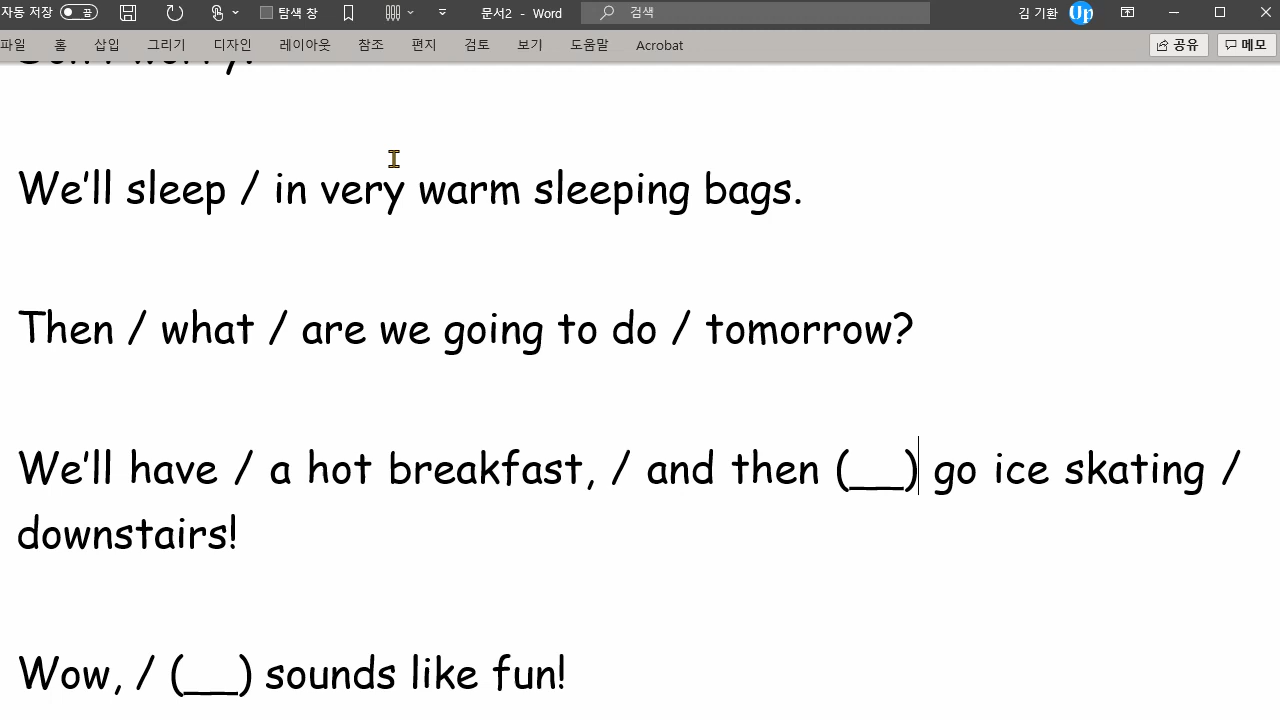 자동 저장 끔 탐색 창 문서2 - Word 검색 김 기환 Up
파일 홈 삽입 그리기 디자인 레이아웃 참조 편지 검토 보기 도움말 Acrobat 공유 메모
We'll sleep / in very warm sleeping bags.
Then / what / are we going to do / tomorrow?
We'll have / a hot breakfast, / and then (__) go ice skating /
downstairs!
Wow, / (__) sounds like fun!